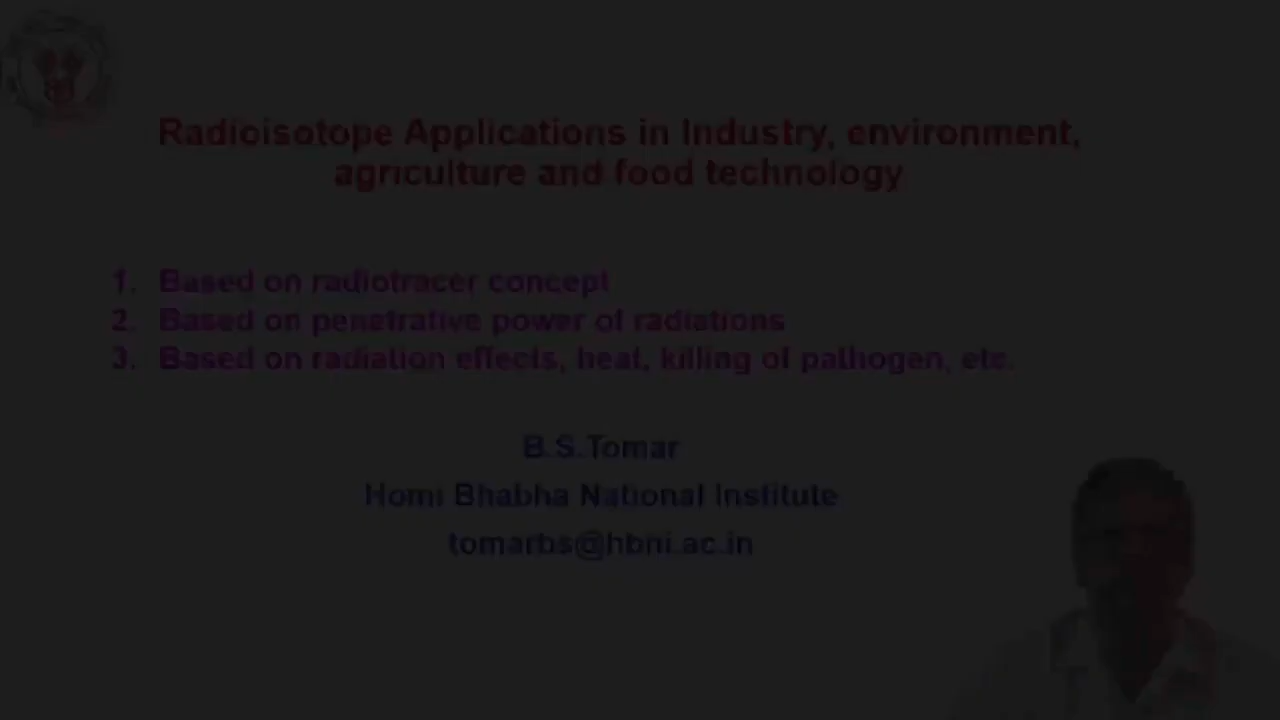 Radioisotope Applications in Industry, environment,
agriculture and food technology
1. Based on radiotracer concept
2. Based on penetrative power of radiations
3. Based on radiation effects, heat, killing of pathogen, etc.
B.S.Tomar
Homi Bhabha National Institute
tomarbs@hbni.ac.in